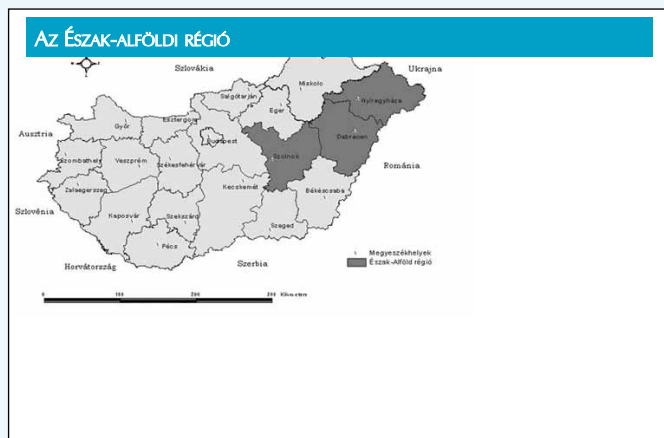 AZ ÉSZAK-ALFÖLDI RÉGIÓ
Szlovákia
Ukrajna
Miskolc
Salgótarján
Eger
Nyíregyháza
Ausztria
Győr
Esztergom
Budapest
Debrecen
Szombathely
Veszprém
Székesfehérvár
Szolnok
Románia
Zalaegerszeg
Kecskemét
Békéscsaba
Szlovénia
Kaposvár
Szekszárd
Szeged
Pécs
Horvátország
Szerbia
Megyeszékhelyek
Észak-Alföld régió
0 100 200 300 Kilométer